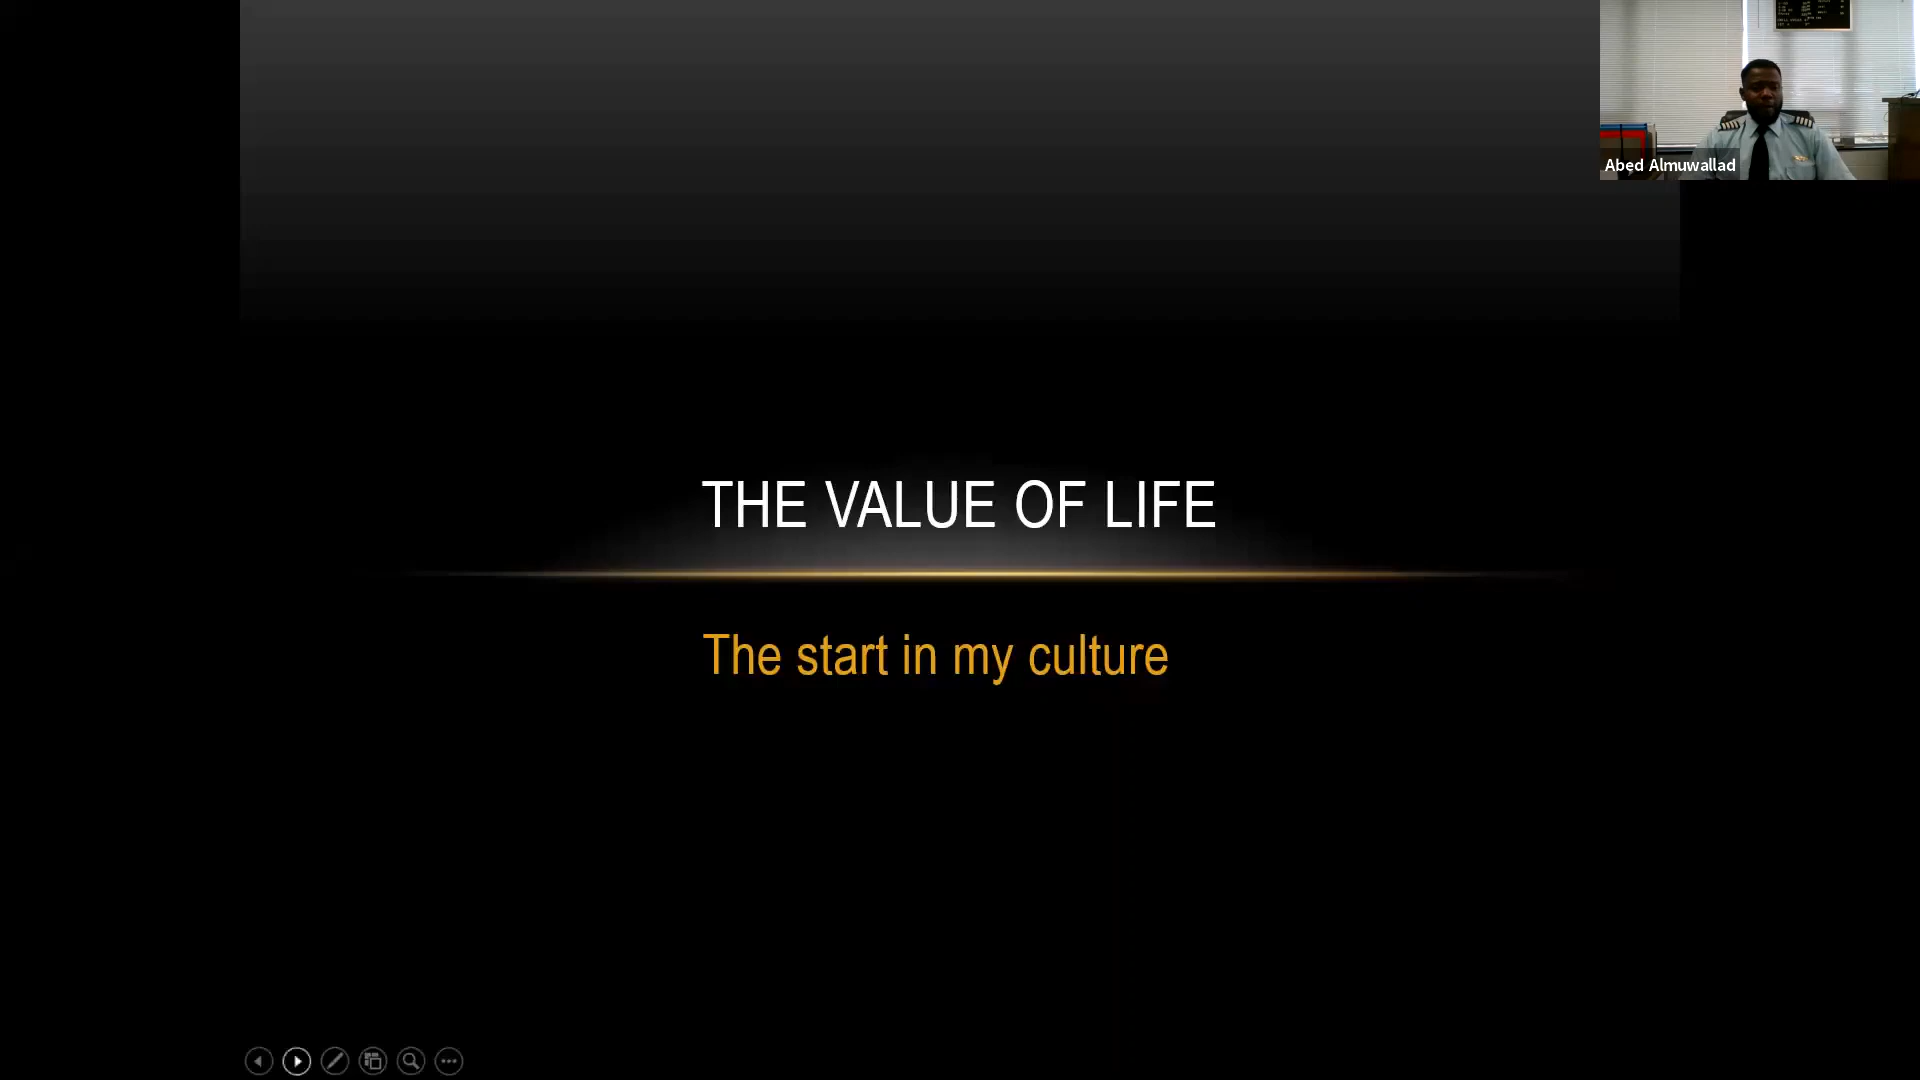 Abed Almuwallad
THE VALUE OF LIFE
The start in my culture